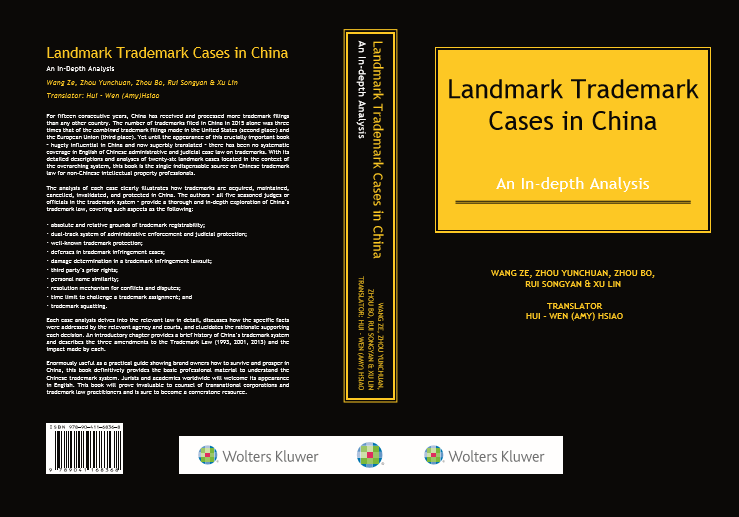 Landmark Trademark Cases in China
An In-Depth Analysis
Wang Ze, Zhou Yunchuan, Zhou Bo, Rui Songyan & Xu Lin
Translator: Hui - Wen (Amy)Hsiao
For fifteen consecutive years, China has received and processed more trademark filings
than any other country. The number of trademarks filed in China in 2015 alone was three
times that of the combined trademark filings made in the United States (second place) and
the European Union (third place). Yet until the appearance of this crucially important book
- hugely influential in China and now superbly translated - there has been no systematic
coverage in English of Chinese administrative and judicial case law on trademarks. With its
detailed descriptions and analyses of twenty-six landmark cases located in the context of
the overarching system, this book is the single indispensable source on Chinese trademark
law for non-Chinese intellectual property professionals.
The analysis of each case clearly illustrates how trademarks are acquired, maintained,
cancelled, invalidated, and protected in China. The authors - all five seasoned judges or
officials in the trademark system - provide a thorough and in-depth exploration of China's
trademark law, covering such aspects as the following:
· absolute and relative grounds of trademark registrability;
· dual-track system of administrative enforcement and judicial protection;
· well-known trademark protection;
· defenses in trademark infringement cases;
· damage determination in a trademark infringement lawsuit;
· third party's prior rights;
· personal name similarity;
· resolution mechanism for conflicts and disputes;
· time limit to challenge a trademark assignment; and
· trademark squatting.
Each case analysis delves into the relevant law in detail, discusses how the specific facts
were addressed by the relevant agency and courts, and elucidates the rationale supporting
each decision. An introductory chapter provides a brief history of China's trademark system
and describes the three amendments to the Trademark Law (1993, 2001, 2013) and the
impact made by each.
Enormously useful as a practical guide showing brand owners how to survive and prosper in
China, this book definitively provides the basic professional material to understand the
Chinese trademark system. Jurists and academics worldwide will welcome its appearance
in English. This book will prove invaluable to counsel of transnational corporations and
trademark law practitioners and is sure to become a cornerstone resource.
ISBN 978-90-411-6836-8
9 789041 168368
Wolters Kluwer
Landmark Trademark Cases in China
An In-depth Analysis
WANG ZE, ZHOU YUNCHUAN,
ZHOU BO, RUI SONGYAN & XU LIN
TRANSLATOR: HUI - WEN (AMY) HSIAO
Landmark Trademark
Cases in China
An In-depth Analysis
WANG ZE, ZHOU YUNCHUAN, ZHOU BO,
RUI SONGYAN & XU LIN
TRANSLATOR
HUI - WEN (AMY) HSIAO
Wolters Kluwer